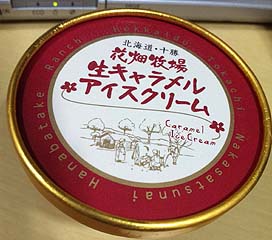 北海道・十勝
花畑牧場
生キャラメル
アイスクリーム
Caramel
Ice Cream
Hanabatake Ranch Hokkaido Tokachi Nakasatsunai